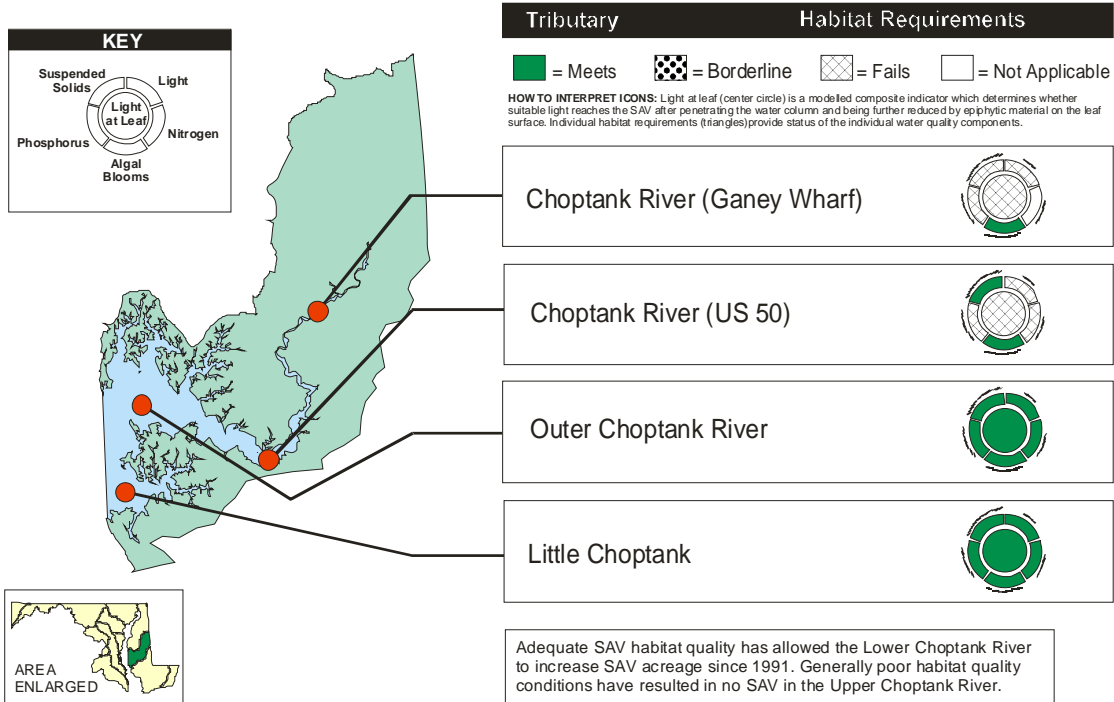 KEY
Suspended
Solids
Light
Light
at Leaf
Phosphorus
Nitrogen
Algal
Blooms
Tributary Habitat Requirements
= Meets = Borderline = Fails = Not Applicable
HOW TO INTERPRET ICONS: Light at leaf (center circle) is a modelled composite indicator which determines whether
suitable light reaches the SAV after penetrating the water column and being further reduced by epiphytic material on the leaf
surface. Individual habitat requirements (triangles)provide status of the individual water quality components.
Choptank River (Ganey Wharf)
Choptank River (US 50)
Outer Choptank River
Little Choptank
AREA
ENLARGED
Adequate SAV habitat quality has allowed the Lower Choptank River
to increase SAV acreage since 1991. Generally poor habitat quality
conditions have resulted in no SAV in the Upper Choptank River.